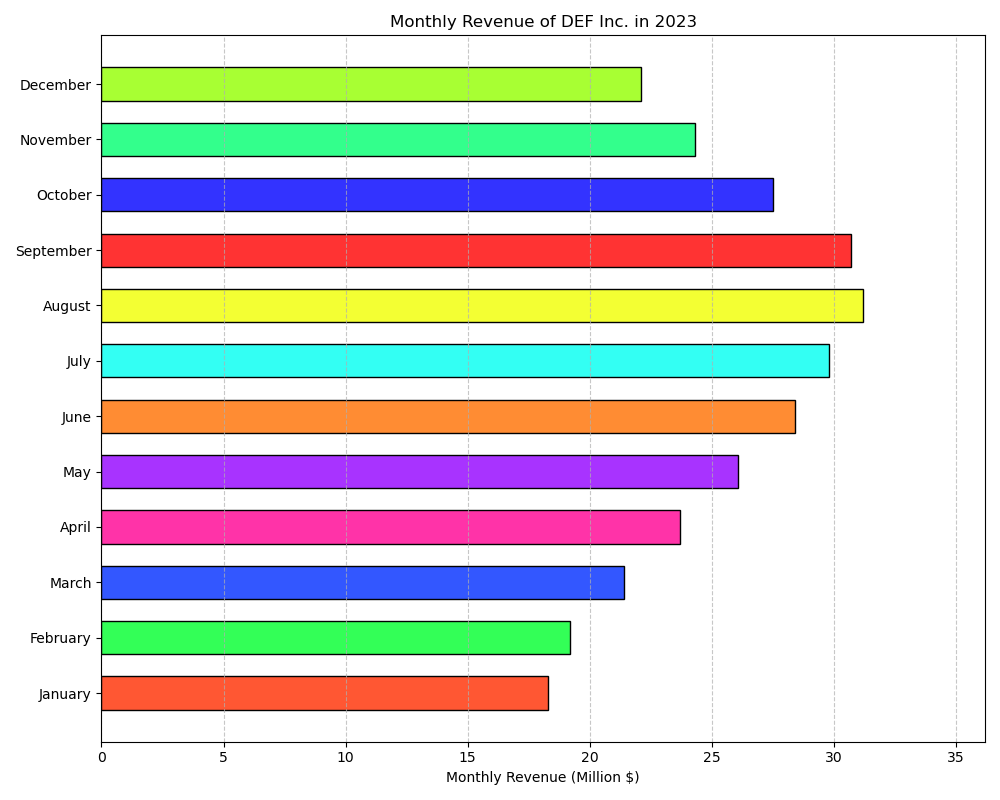 Monthly Revenue of DEF Inc. in 2023
December
November
October
September
August
July
June
May
April
March
February
January
0 5 10 15 20 25 30 35
Monthly Revenue (Million $)